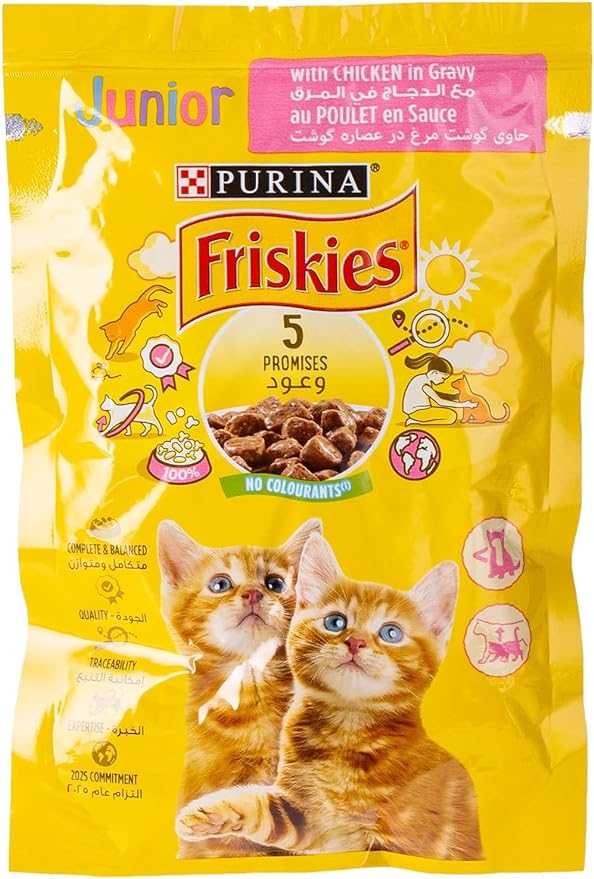 Junior
with CHICKEN in Gravy
مع الدجاج في المرق
au POULET en Sauce
حاوی گوشت مرغ در عصاره گوشت
PURINA®
Friskies®
5
PROMISES
وعود
100%
NO COLOURANTS(1)
COMPLETE & BALANCED
متكامل ومتوازن
QUALITY - الجودة
TRACEABILITY
إمكانية التتبع
EXPERTISE - الخبرة
2025 COMMITMENT
التزام عام ٢٠٢٥